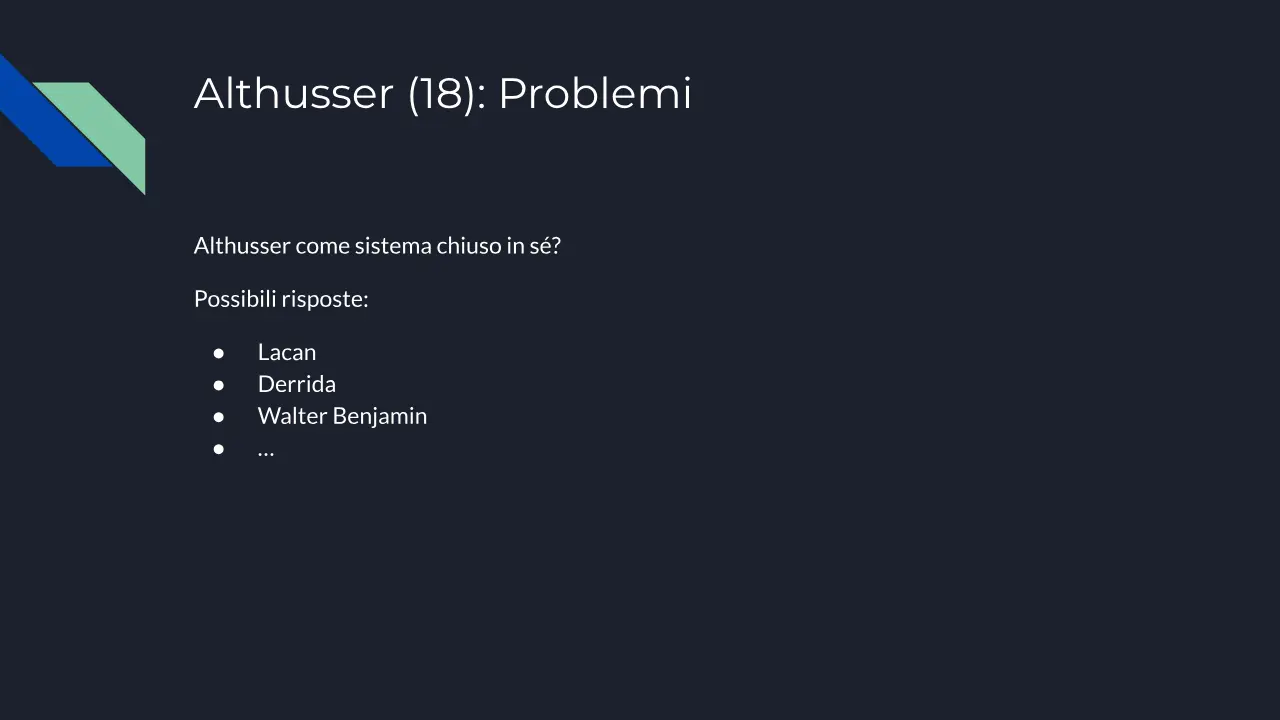 Althusser (18): Problemi
Althusser come sistema chiuso in sé?
Possibili risposte:
● Lacan
● Derrida
● Walter Benjamin
● …